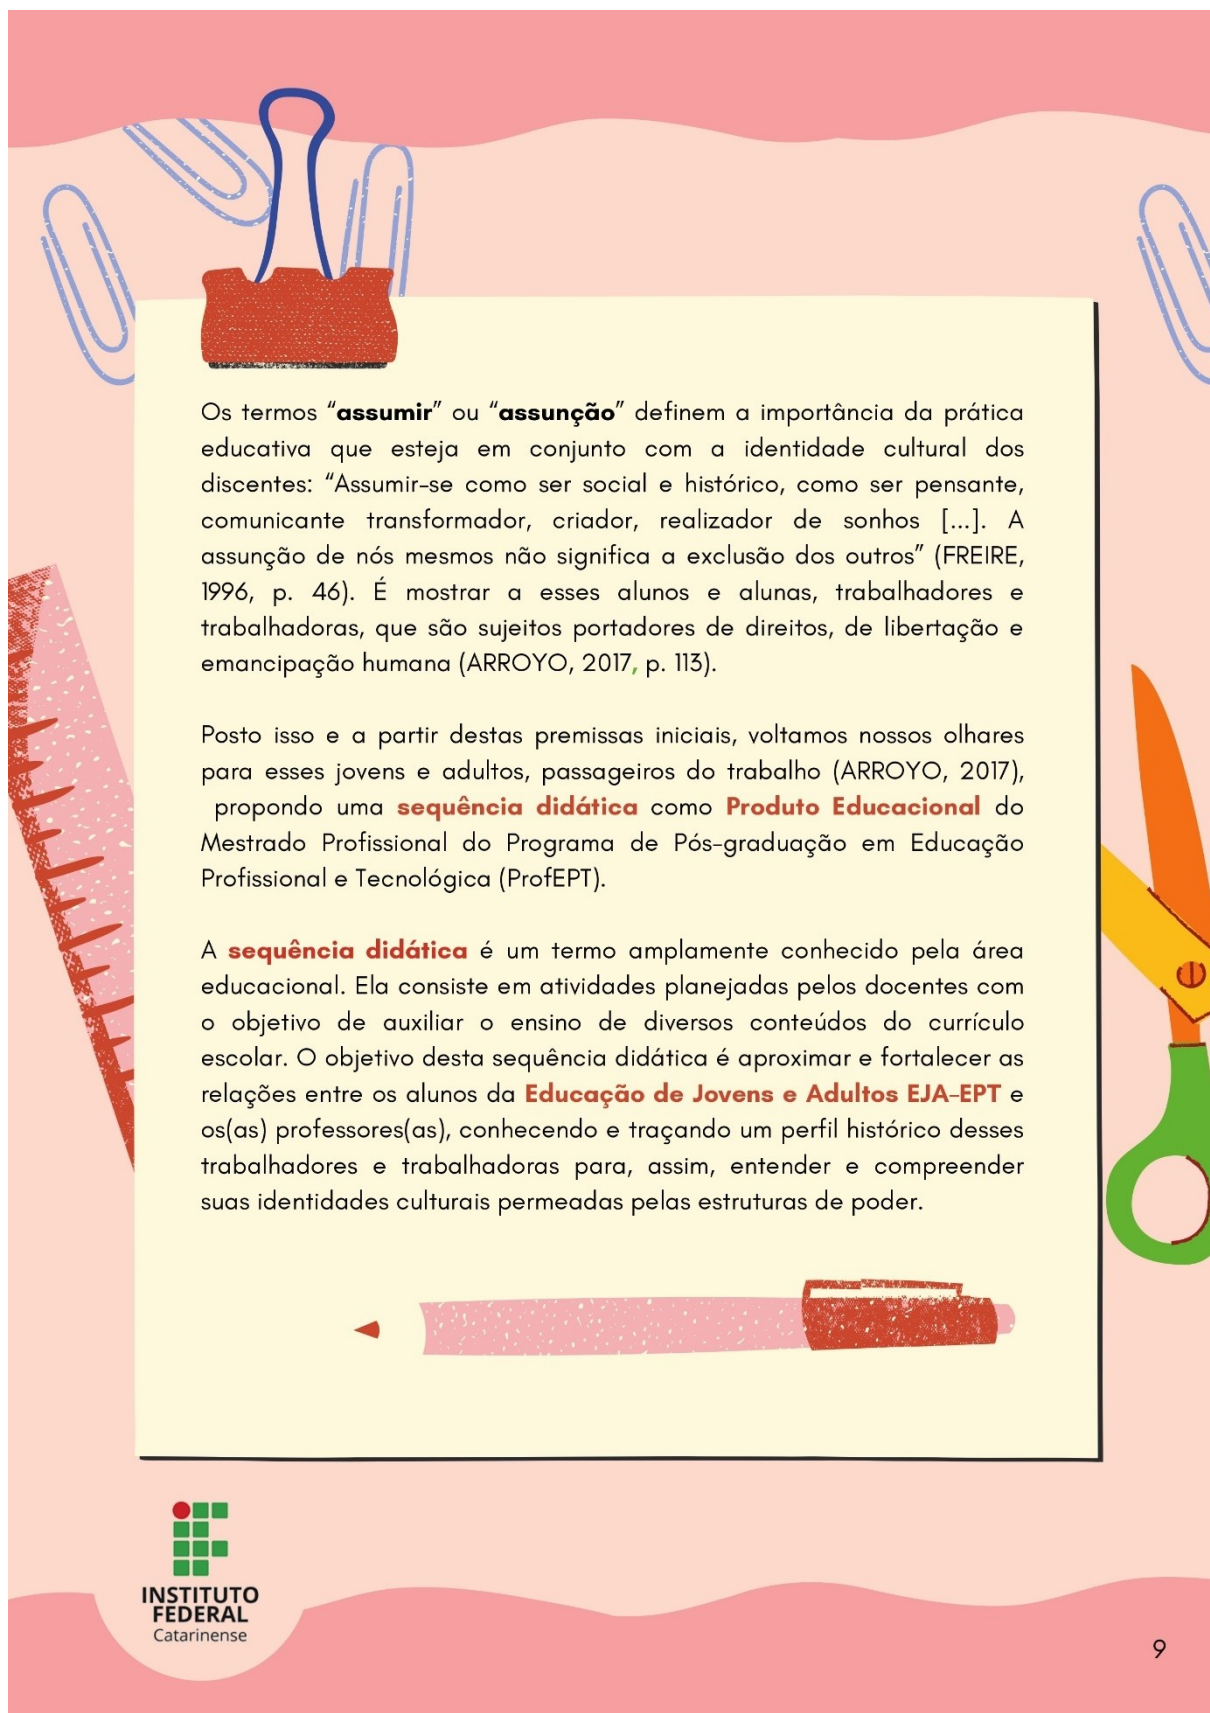 Os termos “assumir” ou “assunção” definem a importância da prática
educativa que esteja em conjunto com a identidade cultural dos
discentes: “Assumir-se como ser social e histórico, como ser pensante,
comunicante transformador, criador, realizador de sonhos [...]. A
assunção de nós mesmos não significa a exclusão dos outros” (FREIRE,
1996, p. 46). É mostrar a esses alunos e alunas, trabalhadores e
trabalhadoras, que são sujeitos portadores de direitos, de libertação e
emancipação humana (ARROYO, 2017, p. 113).
Posto isso e a partir destas premissas iniciais, voltamos nossos olhares
para esses jovens e adultos, passageiros do trabalho (ARROYO, 2017),
propondo uma sequência didática como Produto Educacional do
Mestrado Profissional do Programa de Pós-graduação em Educação
Profissional e Tecnológica (ProfEPT).
A sequência didática é um termo amplamente conhecido pela área
educacional. Ela consiste em atividades planejadas pelos docentes com
o objetivo de auxiliar o ensino de diversos conteúdos do currículo
escolar. O objetivo desta sequência didática é aproximar e fortalecer as
relações entre os alunos da Educação de Jovens e Adultos EJA-EPT e
os(as) professores(as), conhecendo e traçando um perfil histórico desses
trabalhadores e trabalhadoras para, assim, entender e compreender
suas identidades culturais permeadas pelas estruturas de poder.
INSTITUTO
FEDERAL
Catarinense
9